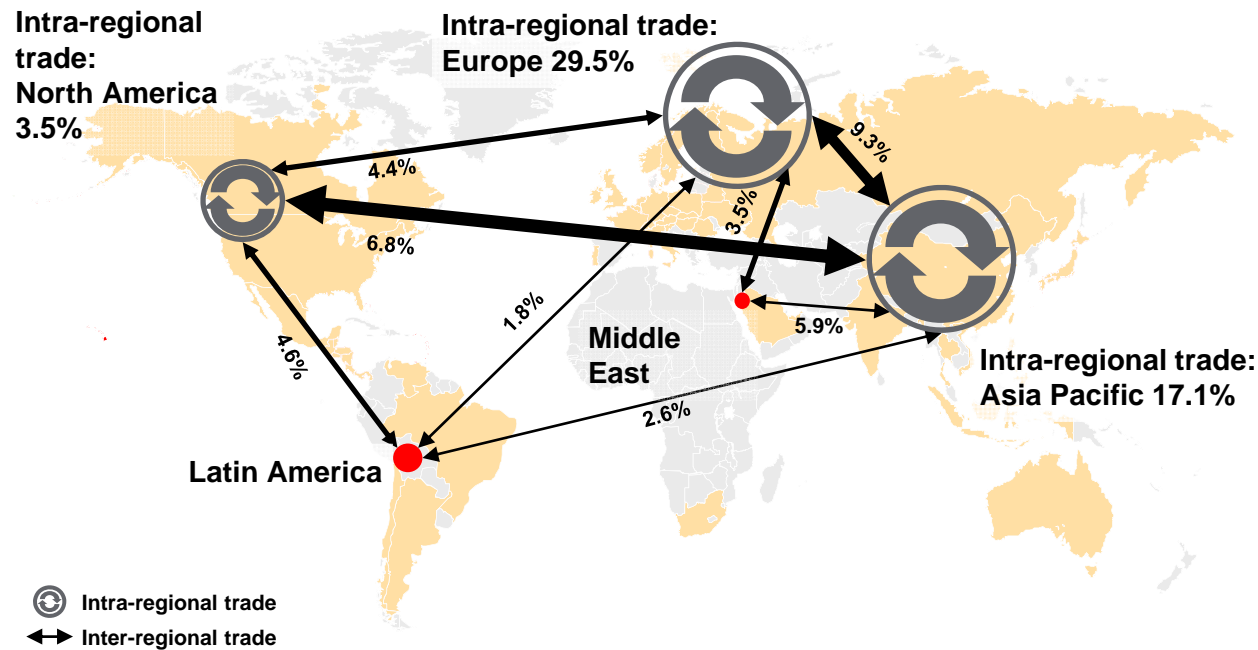 Intra-regional
trade:
North America
3.5%
Intra-regional trade:
Europe 29.5%
4.4%
9.3%
3.5%
6.8%
1.8%
5.9%
4.6%
Middle
East
2.6%
Intra-regional trade:
Asia Pacific 17.1%
Latin America
Intra-regional trade
Inter-regional trade